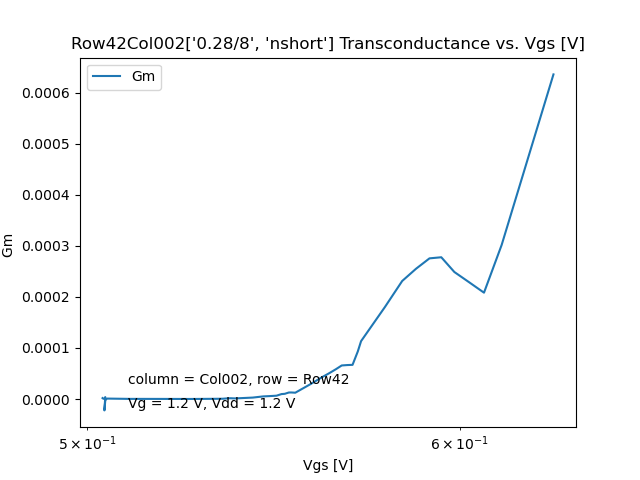 Row42Col002['0.28/8', 'nshort'] Transconductance vs. Vgs [V]
Gm
0.0006
0.0005
0.0004
0.0003
0.0002
0.0001
0.0000
Gm
column = Col002, row = Row42
Vg = 1.2 V, Vdd = 1.2 V
5 × 10⁻¹
6 × 10⁻¹
Vgs [V]